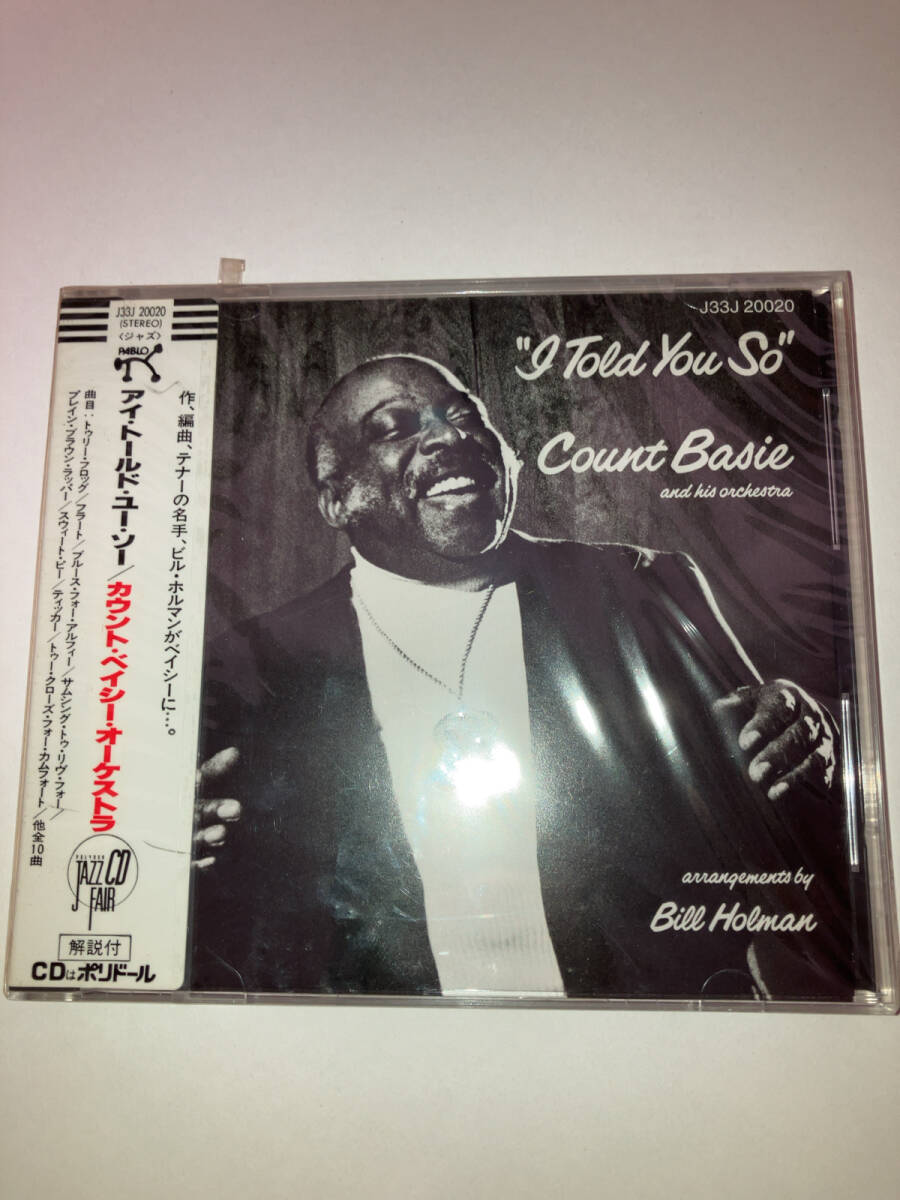 J33J 20020
(STEREO)
〈ジャズ〉
PABLO
作、編曲、テナーの名手、ビル・ホルマンがベイシーに…。
アイ・トールド・ユー・ソー/カウント・ベイシー・オーケストラ
曲目:トゥリー・フロッグ/フラート/ブルース・フォー・アルフィー/サムシング・トゥ・リヴ・フォー/
プレイン・ブラウン・ラッパー/スウィート・ピー/ティッカー/トゥー・クローズ・フォー・カムフォート/他全10曲
POLYDOR
JAZZ CD
FAIR
解説付
CDはポリドール
J33J 20020
"I Told You So"
Count Basie
and his orchestra
arrangements by
Bill Holman